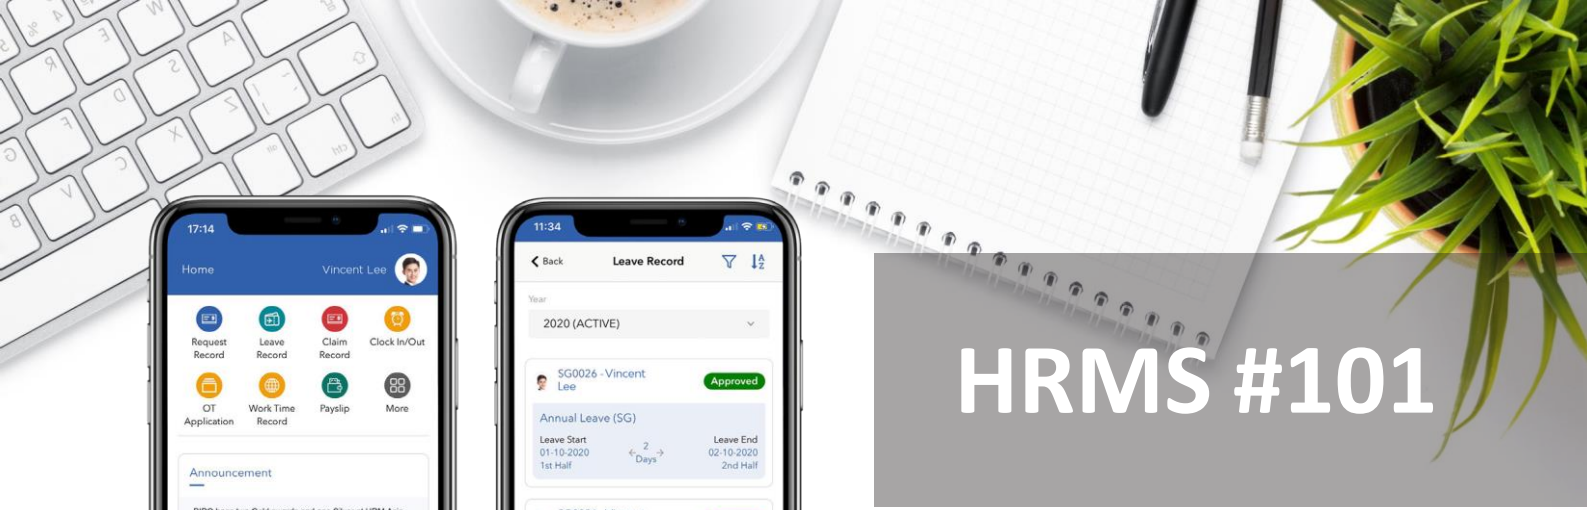 17:14
Home
Vincent Lee
Request Record
Leave Record
Claim Record
Clock In/Out
OT Application
Work Time Record
Payslip
More
Announcement
11:34
Back
Leave Record
Year
2020 (ACTIVE)
SG0026 - Vincent Lee
Approved
Annual Leave (SG)
Leave Start
01-10-2020
1st Half
2
Days
Leave End
02-10-2020
2nd Half
HRMS #101